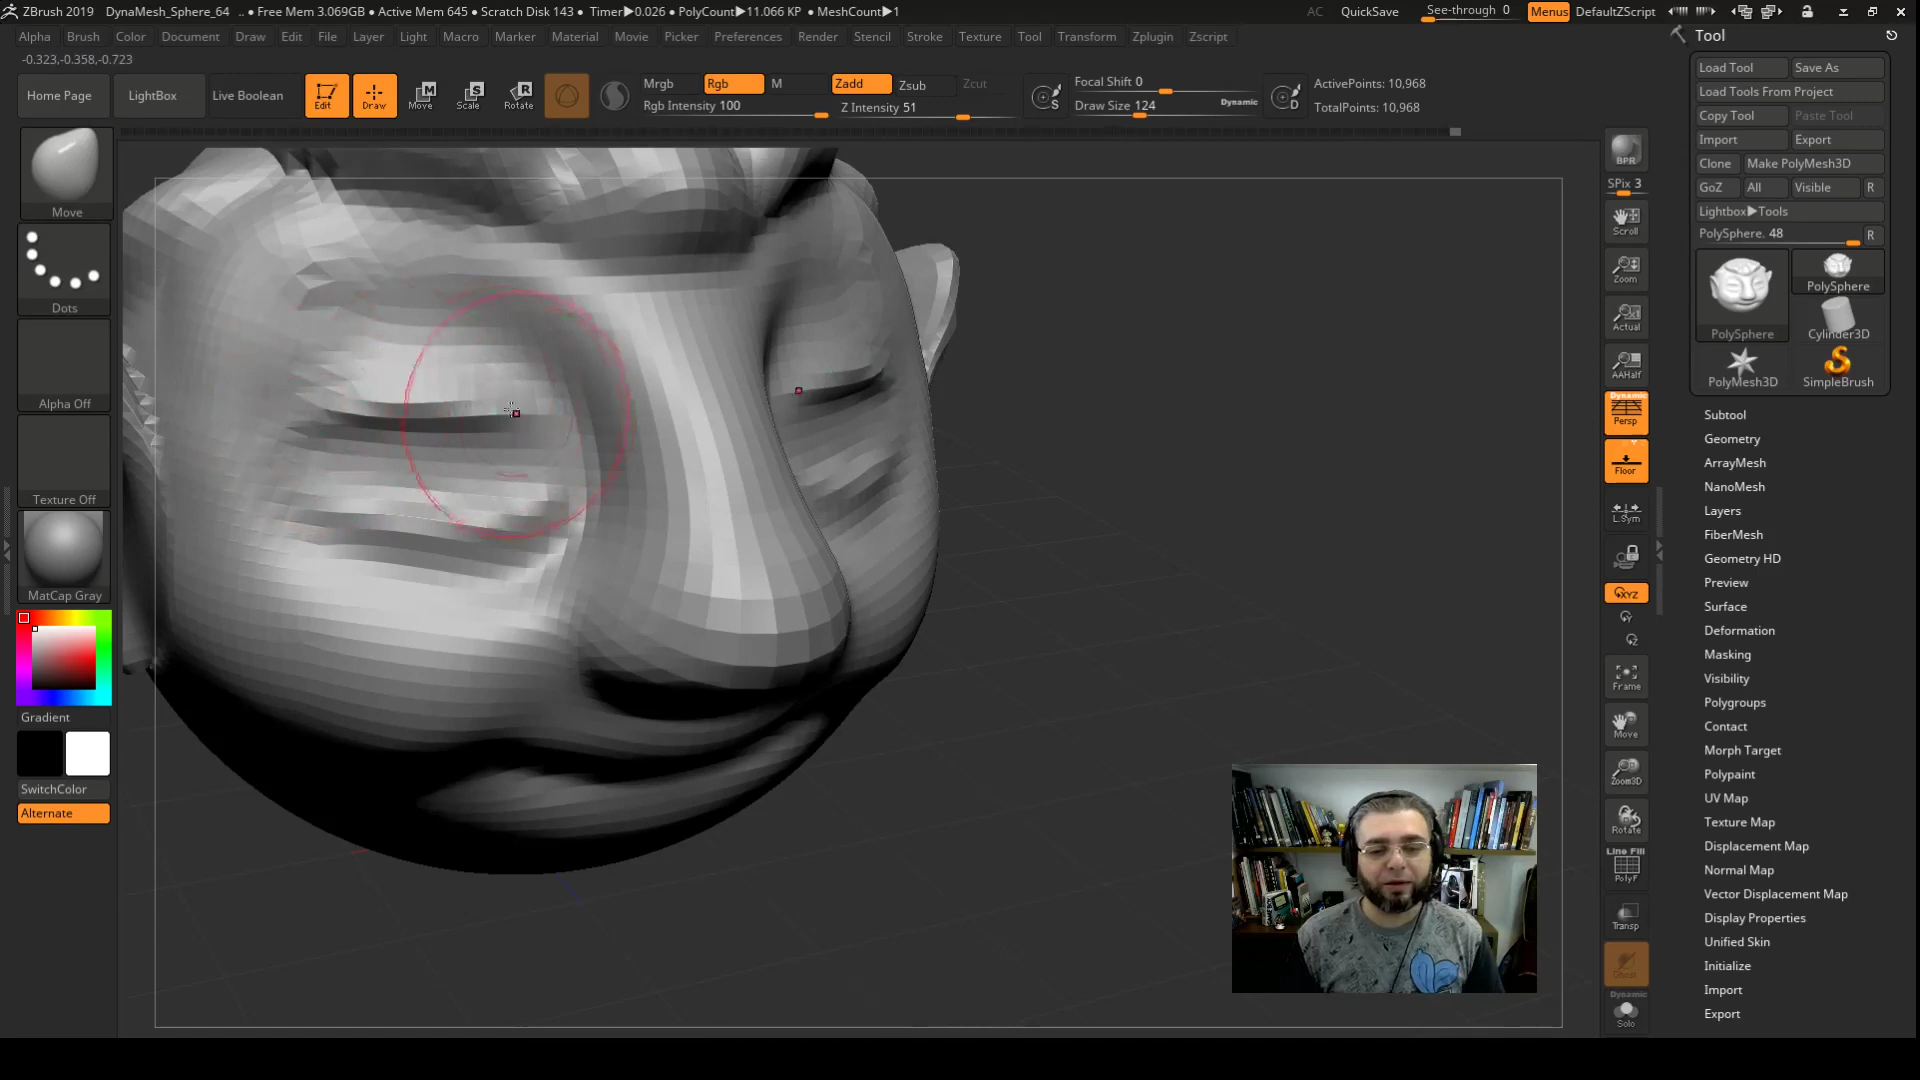 ZBrush 2019 DynaMesh_Sphere_64 .. ● Free Mem 3.069GB ● Active Mem 645 ● Scratch Disk 143 ● Timer▶0.026 ● PolyCount▶11.066 KP ● MeshCount▶1 AC QuickSave See-through 0 Menus DefaultZScript
Alpha Brush Color Document Draw Edit File Layer Light Macro Marker Material Movie Picker Preferences Render Stencil Stroke Texture Tool Transform Zplugin Zscript
-0.323,-0.358,-0.723
Home Page LightBox Live Boolean Edit Draw Move Scale Rotate
Mrgb Rgb M Zadd Zsub Zcut
Rgb Intensity 100 Z Intensity 51
Focal Shift 0
Draw Size 124 Dynamic
ActivePoints: 10,968
TotalPoints: 10,968
Move
Dots
Alpha Off
Texture Off
MatCap Gray
Gradient
SwitchColor
Alternate
BPR
SPix 3
Scroll
Zoom
Actual
AAHalf
Dynamic
Persp
Floor
L.Sym
XYZ
Frame
Move
Zoom3D
Rotate
Line Fill
PolyF
Transp
Ghost
Dynamic
Solo
Tool
Load Tool Save As
Load Tools From Project
Copy Tool Paste Tool
Import Export
Clone Make PolyMesh3D
GoZ All Visible R
Lightbox▶Tools
PolySphere. 48 R
PolySphere PolySphere
Cylinder3D
PolyMesh3D SimpleBrush
Subtool
Geometry
ArrayMesh
NanoMesh
Layers
FiberMesh
Geometry HD
Preview
Surface
Deformation
Masking
Visibility
Polygroups
Contact
Morph Target
Polypaint
UV Map
Texture Map
Displacement Map
Normal Map
Vector Displacement Map
Display Properties
Unified Skin
Initialize
Import
Export